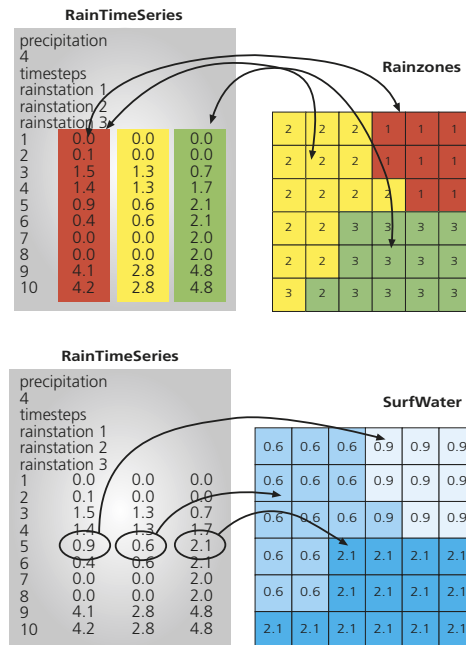 RainTimeSeries
precipitation
4
timesteps
rainstation 1
rainstation 2
rainstation 3
1 0.0 0.0 0.0
2 0.1 0.0 0.0
3 1.5 1.3 0.7
4 1.4 1.3 1.7
5 0.9 0.6 2.1
6 0.4 0.6 2.1
7 0.0 0.0 2.0
8 0.0 0.0 2.0
9 4.1 2.8 4.8
10 4.2 2.8 4.8
Rainzones
2 2 2 1 1 1
2 2 2 1 1 1
2 2 2 2 1 1
2 2 3 3 3 3
2 2 3 3 3 3
3 2 3 3 3 3
RainTimeSeries
precipitation
4
timesteps
rainstation 1
rainstation 2
rainstation 3
1 0.0 0.0 0.0
2 0.1 0.0 0.0
3 1.5 1.3 0.7
4 1.4 1.3 1.7
5 0.9 0.6 2.1
6 0.4 0.6 2.1
7 0.0 0.0 2.0
8 0.0 0.0 2.0
9 4.1 2.8 4.8
10 4.2 2.8 4.8
SurfWater
0.6 0.6 0.6 0.9 0.9 0.9
0.6 0.6 0.6 0.9 0.9 0.9
0.6 0.6 0.6 0.9 0.9 0.9
0.6 0.6 2.1 2.1 2.1 2.1
0.6 0.6 2.1 2.1 2.1 2.1
2.1 2.1 2.1 2.1 2.1 2.1